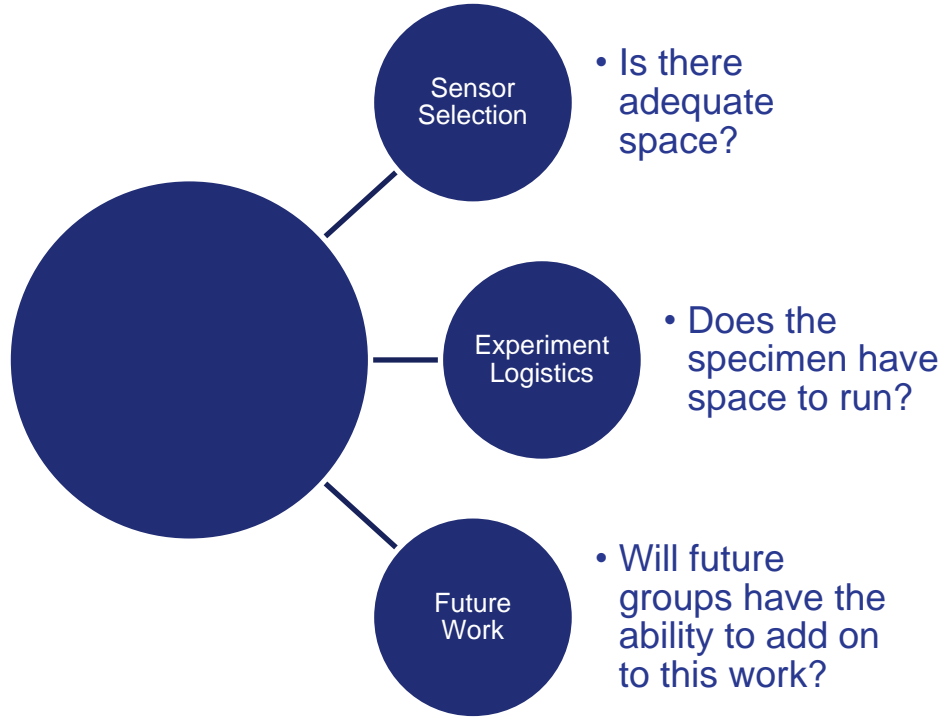 Sensor
Selection
• Is there
adequate
space?
Experiment
Logistics
• Does the
specimen have
space to run?
Future
Work
• Will future
groups have the
ability to add on
to this work?